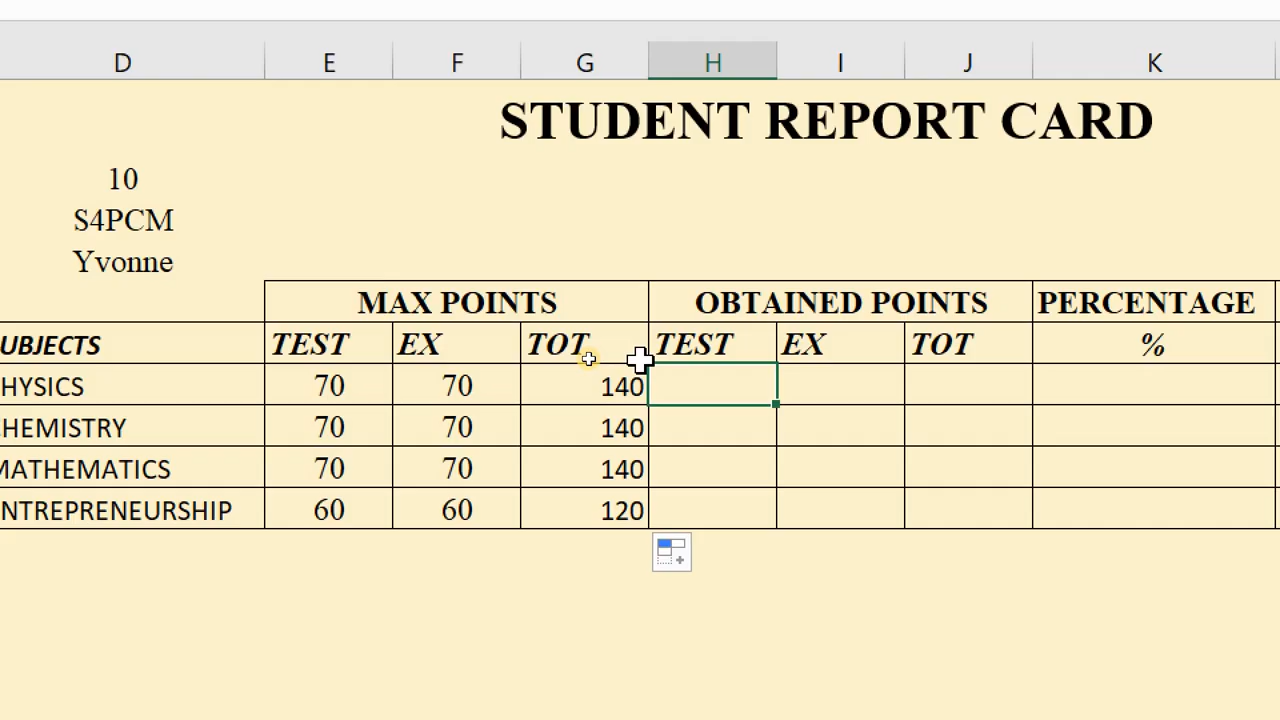 D E F G H I J K
STUDENT REPORT CARD
10
S4PCM
Yvonne
MAX POINTS OBTAINED POINTS PERCENTAGE
UBJECTS TEST EX TOT TEST EX TOT %
HYSICS 70 70 140
HEMISTRY 70 70 140
MATHEMATICS 70 70 140
NTREPRENEURSHIP 60 60 120